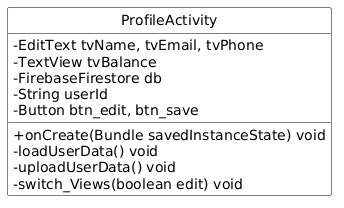 ProfileActivity
-EditText tvName, tvEmail, tvPhone
-TextView tvBalance
-FirebaseFirestore db
-String userId
-Button btn_edit, btn_save
+onCreate(Bundle savedInstanceState) void
-loadUserData() void
-uploadUserData() void
-switch_Views(boolean edit) void